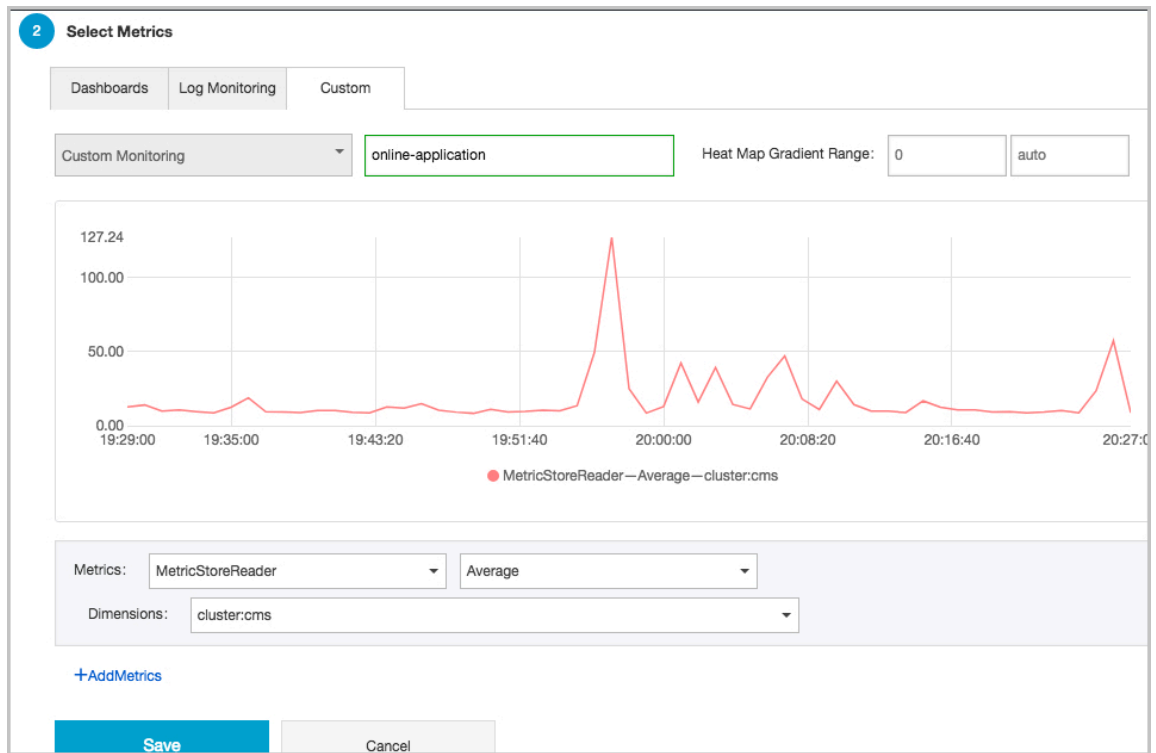 2 Select Metrics
Dashboards Log Monitoring Custom
Custom Monitoring online-application Heat Map Gradient Range: 0 auto
127.24
100.00
50.00
0.00
19:29:00 19:35:00 19:43:20 19:51:40 20:00:00 20:08:20 20:16:40 20:27:0
MetricStoreReader—Average—cluster:cms
Metrics: MetricStoreReader Average
Dimensions: cluster:cms
+AddMetrics
Save Cancel